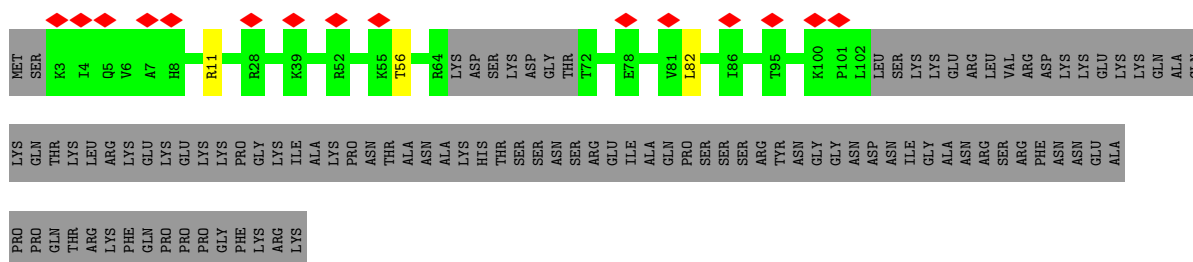 MET SER K3 I4 Q5 V6 A7 H8 R11 R28 K39 R52 K55 T56 R64 LYS ASP SER LYS ASP GLY THR T72 E78 V81 L82 I86 T95 K100 P101 L102 LEU SER LYS LYS GLU ARG LEU VAL ARG ASP LYS LYS GLU LYS LYS GLN ALA
LYS GLN THR LYS LEU ARG LYS GLU LYS GLU LYS LYS PRO GLY LYS ILE ALA LYS PRO ASN THR ALA ASN ALA LYS HIS THR SER SER ASN SER ARG GLU ILE ALA GLN PRO SER SER SER ARG TYR ASN GLY GLY ASN ASP ASN ILE GLY ALA ASN ARG SER ARG PHE ASN ASN GLU ALA
PRO PRO GLN THR ARG LYS PHE GLN PRO PRO PRO GLY PHE LYS ARG LYS